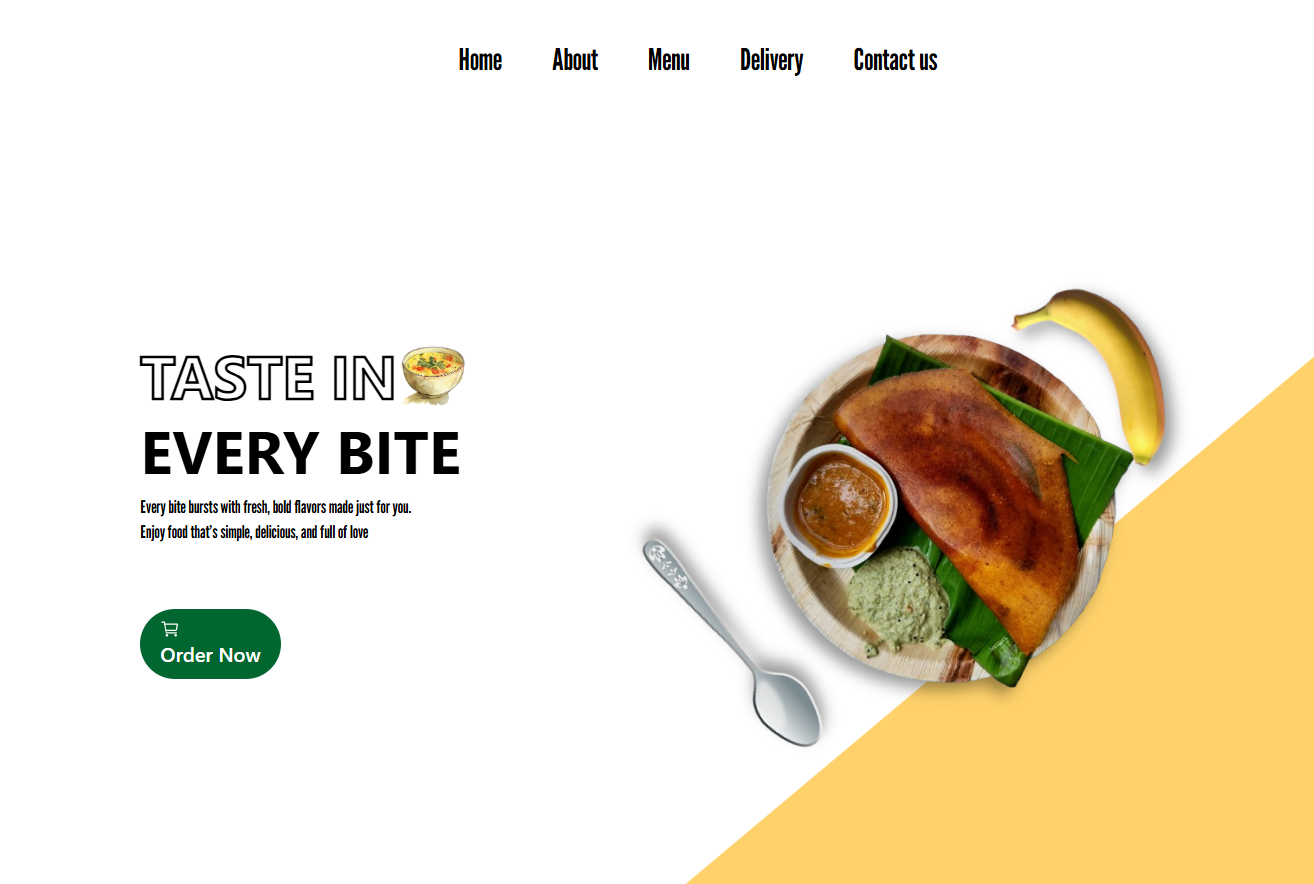 Home About Menu Delivery Contact us
TASTE IN
EVERY BITE
Every bite bursts with fresh, bold flavors made just for you.
Enjoy food that's simple, delicious, and full of love
Order Now